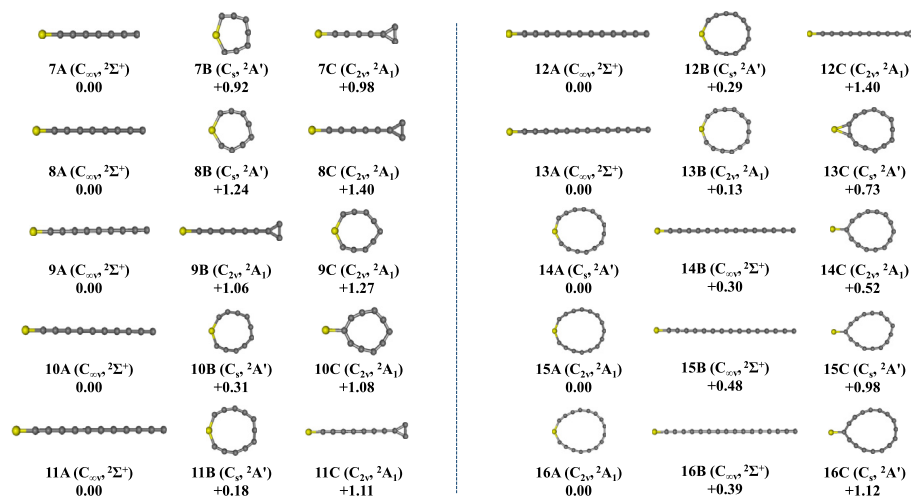 7A (C∞v, ²Σ⁺) 7B (Cs, ²A') 7C (C2v, ²A1)
0.00 +0.92 +0.98
8A (C∞v, ²Σ⁺) 8B (Cs, ²A') 8C (C2v, ²A1)
0.00 +1.24 +1.40
9A (C∞v, ²Σ⁺) 9B (C2v, ²A1) 9C (C2v, ²A1)
0.00 +1.06 +1.27
10A (C∞v, ²Σ⁺) 10B (Cs, ²A') 10C (C2v, ²A1)
0.00 +0.31 +1.08
11A (C∞v, ²Σ⁺) 11B (Cs, ²A') 11C (C2v, ²A1)
0.00 +0.18 +1.11
12A (C∞v, ²Σ⁺) 12B (Cs, ²A') 12C (C2v, ²A1)
0.00 +0.29 +1.40
13A (C∞v, ²Σ⁺) 13B (C2v, ²A1) 13C (Cs, ²A')
0.00 +0.13 +0.73
14A (Cs, ²A') 14B (C∞v, ²Σ⁺) 14C (C2v, ²A1)
0.00 +0.30 +0.52
15A (C2v, ²A1) 15B (C∞v, ²Σ⁺) 15C (Cs, ²A')
0.00 +0.48 +0.98
16A (C2v, ²A1) 16B (C∞v, ²Σ⁺) 16C (Cs, ²A')
0.00 +0.39 +1.12